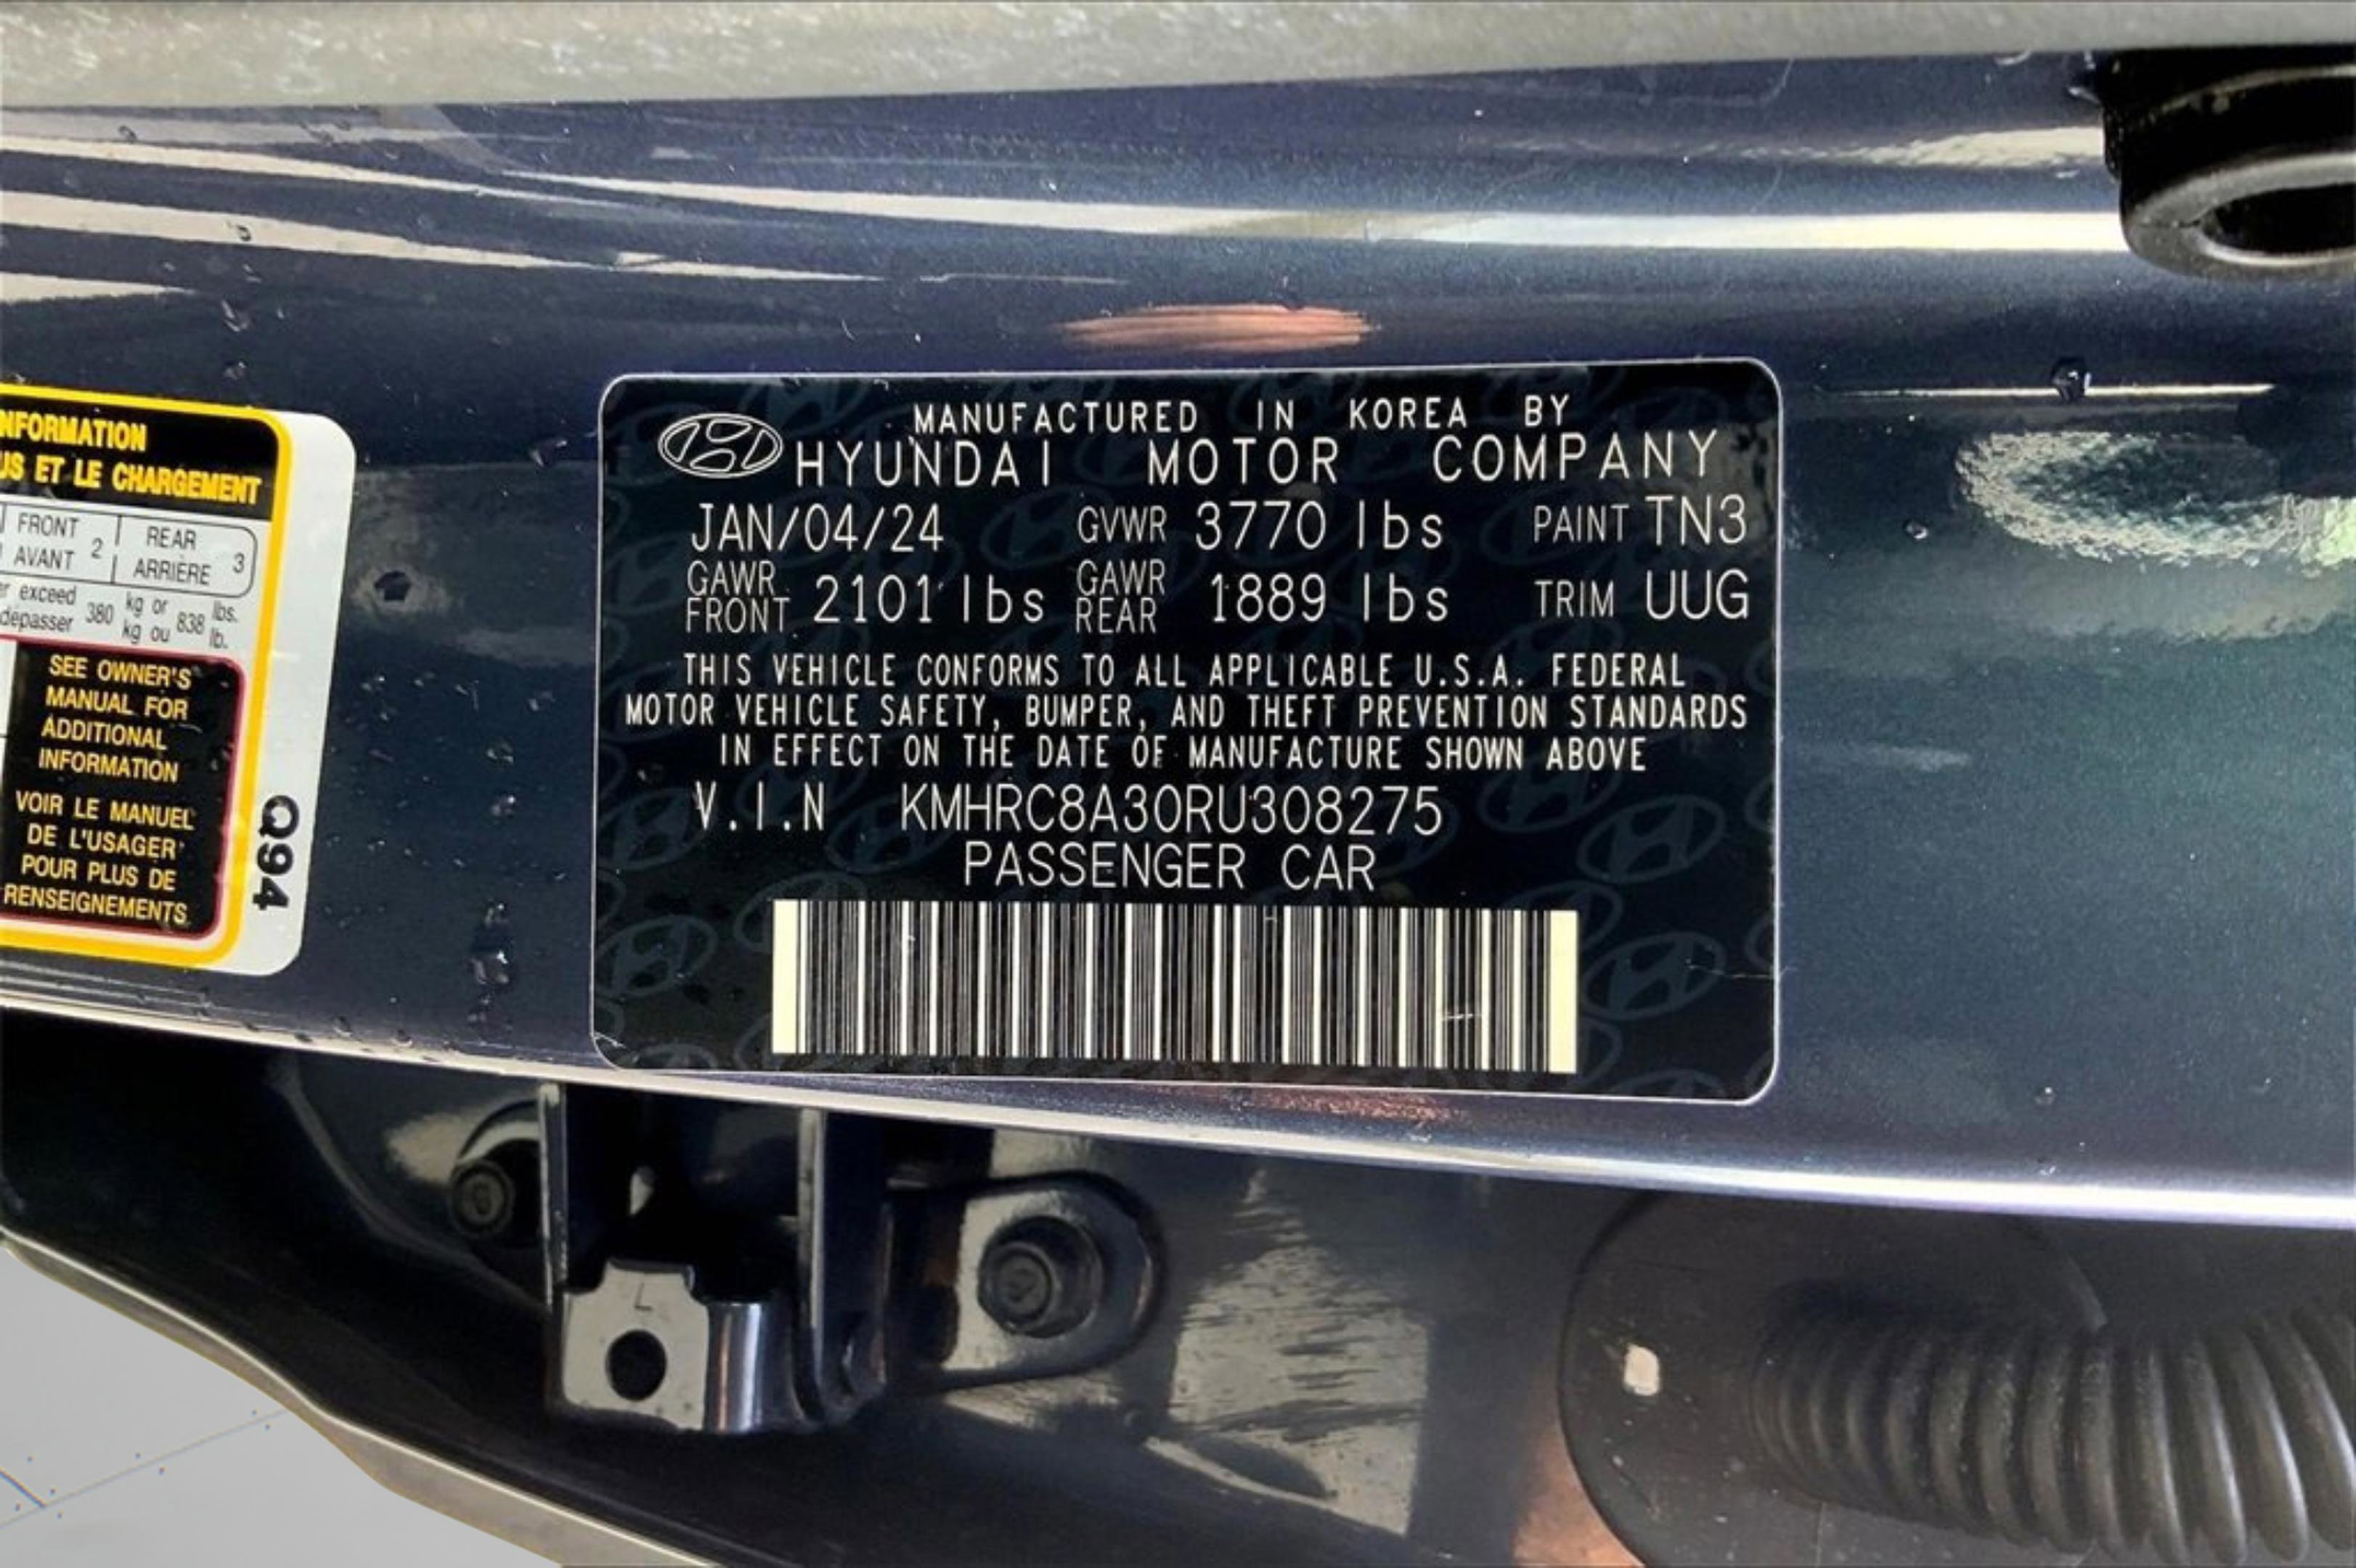 NFORMATION
US ET LE CHARGEMENT
FRONT
AVANT 2
REAR
ARRIERE 3
er exceed
dépasser 380 kg or
kg ou 838 lbs.
lb.
SEE OWNER'S
MANUAL FOR
ADDITIONAL
INFORMATION
VOIR LE MANUEL
DE L'USAGER
POUR PLUS DE
RENSEIGNEMENTS
Q94
MANUFACTURED IN KOREA BY
HYUNDAI MOTOR COMPANY
JAN/04/24 GVWR 3770 lbs PAINT TN3
GAWR
FRONT 2101 lbs GAWR
REAR 1889 lbs TRIM UUG
THIS VEHICLE CONFORMS TO ALL APPLICABLE U.S.A. FEDERAL
MOTOR VEHICLE SAFETY, BUMPER, AND THEFT PREVENTION STANDARDS
IN EFFECT ON THE DATE OF MANUFACTURE SHOWN ABOVE
V.I.N KMHRC8A30RU308275
PASSENGER CAR
L